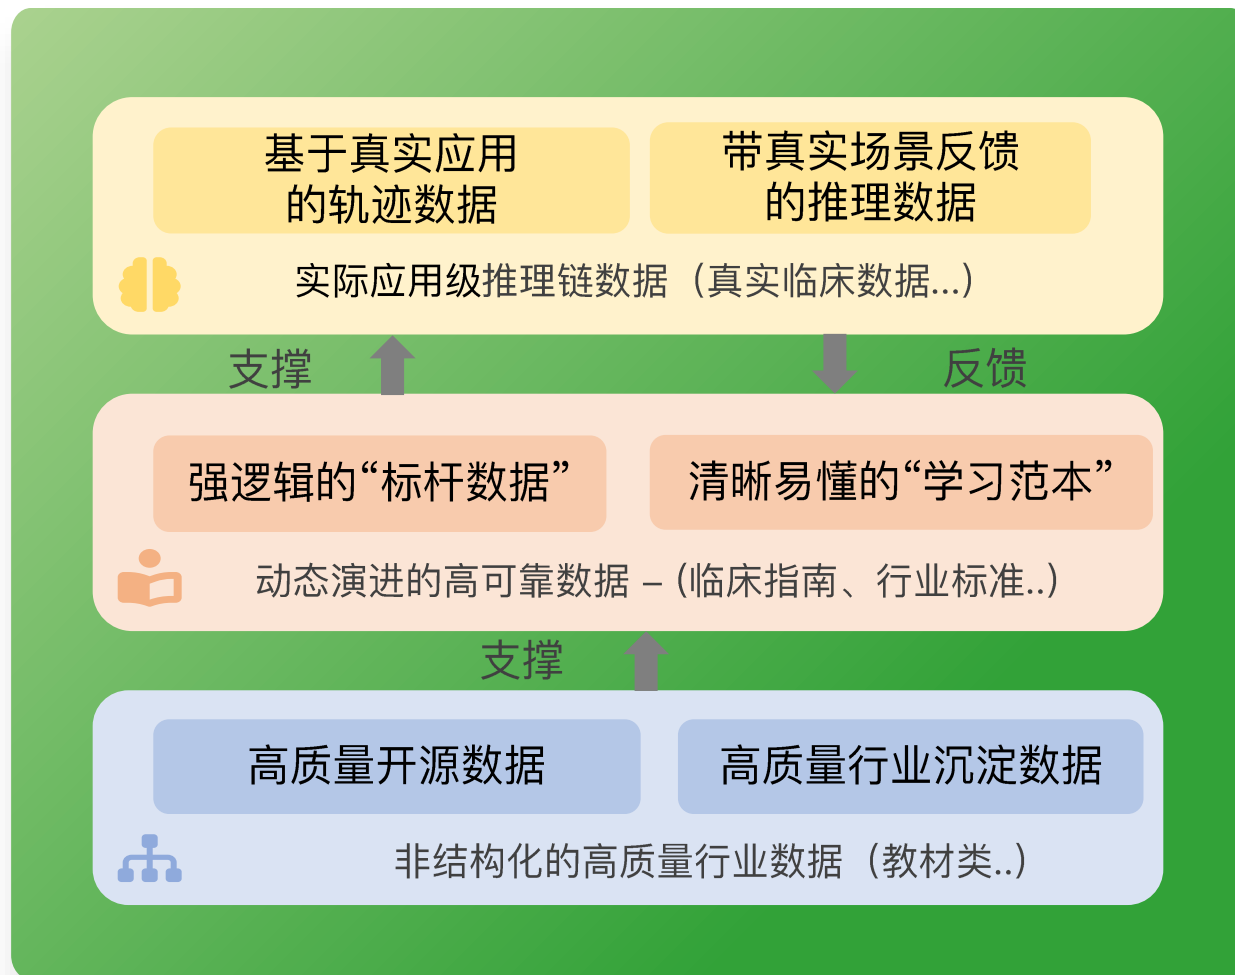 基于真实应用
的轨迹数据
带真实场景反馈
的推理数据
实际应用级推理链数据（真实临床数据...）
支撑
反馈
强逻辑的“标杆数据”
清晰易懂的“学习范本”
动态演进的高可靠数据 – (临床指南、行业标准..)
支撑
高质量开源数据
高质量行业沉淀数据
非结构化的高质量行业数据（教材类..）